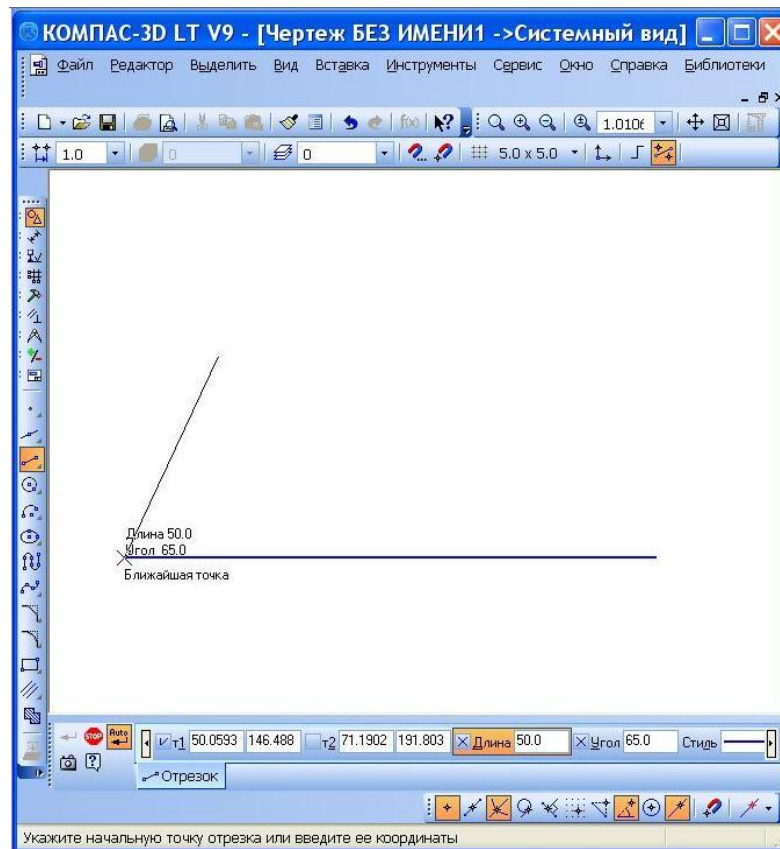 КОМПАС-3D LT V9 - [Чертеж БЕЗ ИМЕНИ1 ->Системный вид]
Файл Редактор Выделить Вид Вставка Инструменты Сервис Окно Справка Библиотеки
f(x) 1.010
1.0 0 0 5.0 x 5.0
Длина 50.0
Угол 65.0
Ближайшая точка
STOP Auto т1 50.0593 146.488 т2 71.1902 191.803 Длина 50.0 Угол 65.0 Стиль
Отрезок
Укажите начальную точку отрезка или введите ее координаты